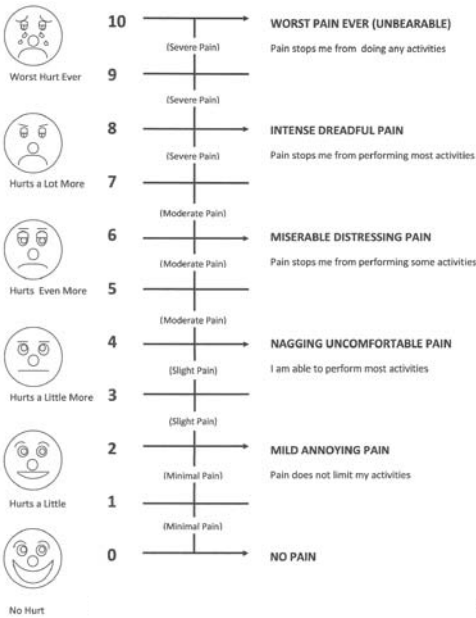 10 WORST PAIN EVER (UNBEARABLE)
(Severe Pain) Pain stops me from doing any activities
Worst Hurt Ever 9
(Severe Pain)
8 INTENSE DREADFUL PAIN
(Severe Pain) Pain stops me from performing most activities
Hurts a Lot More 7
(Moderate Pain)
6 MISERABLE DISTRESSING PAIN
(Moderate Pain) Pain stops me from performing some activities
Hurts Even More 5
(Moderate Pain)
4 NAGGING UNCOMFORTABLE PAIN
(Slight Pain) I am able to perform most activities
Hurts a Little More 3
(Slight Pain)
2 MILD ANNOYING PAIN
(Minimal Pain) Pain does not limit my activities
Hurts a Little 1
(Minimal Pain)
0 NO PAIN
No Hurt